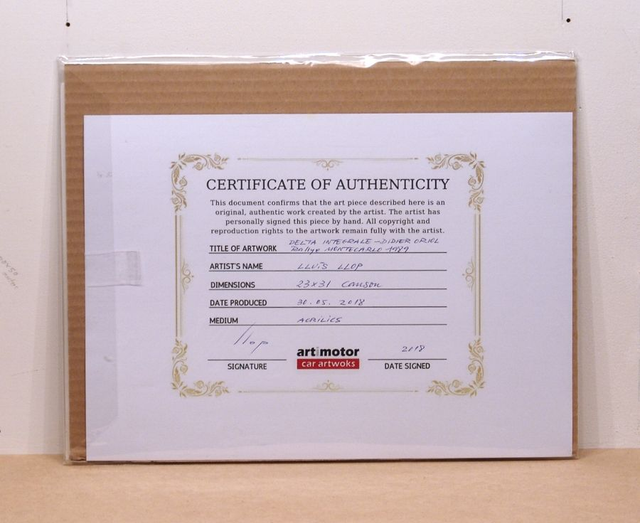 CERTIFICATE OF AUTHENTICITY
This document confirms that the art piece described here is an
original, authentic work created by the artist. The artist has
personally signed this piece by hand. All copyright and
reproduction rights to the artwork remain fully with the artist.
DELTA INTEGRALE - DIDIER ORIOL
TITLE OF ARTWORK Rallye MONTECARLO 1989
ARTIST'S NAME LLUÍS LLOP
DIMENSIONS 23x31 Canson
DATE PRODUCED 30.05.2018
MEDIUM ACRILICS
Llop art i motor 2018
car artwoks
SIGNATURE DATE SIGNED